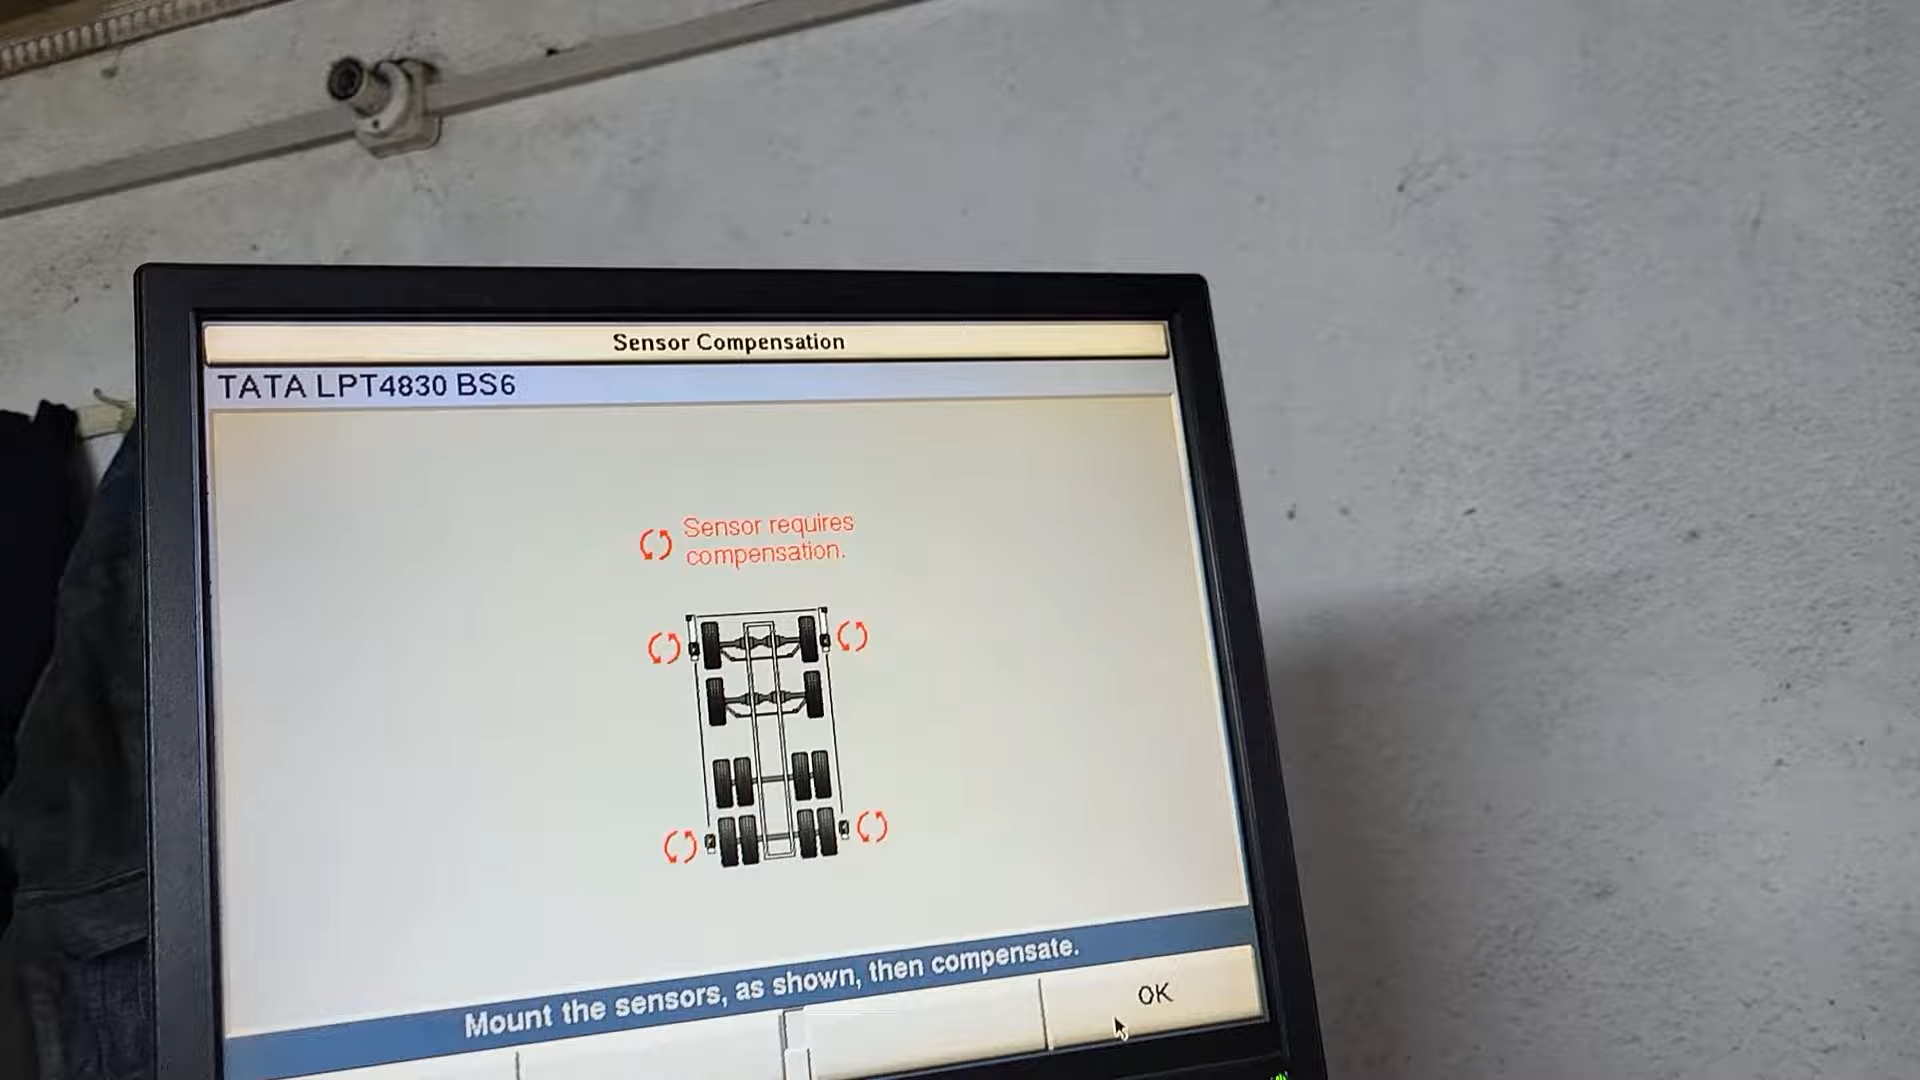 Sensor Compensation
TATA LPT4830 BS6
Sensor requires
compensation.
Mount the sensors, as shown, then compensate.
OK